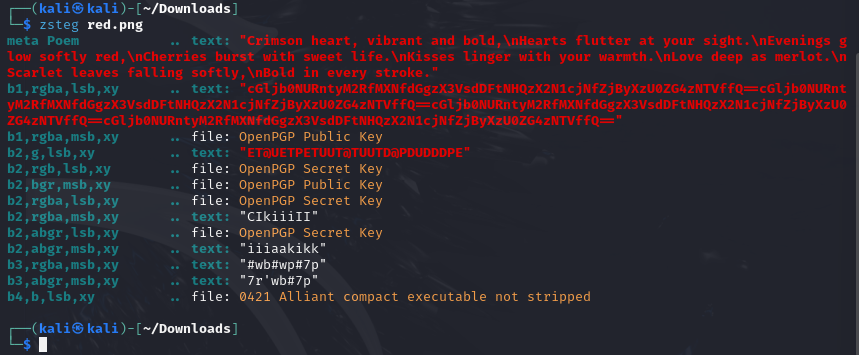 ┌──(kali㉿kali)-[~/Downloads]
└─$ zsteg red.png
meta Poem           .. text: "Crimson heart, vibrant and bold,\nHearts flutter at your sight.\nEvenings g
low softly red,\nCherries burst with sweet life.\nKisses linger with your warmth.\nLove deep as merlot.\n
Scarlet leaves falling softly,\nBold in every stroke."
b1,rgba,lsb,xy      .. text: "cGljb0NURntyM2RfMXNfdGgzX3VsdDFtNHQzX2N1cjNfZjByXzU0ZG4zNTVffQ==cGljb0NURnt
yM2RfMXNfdGgzX3VsdDFtNHQzX2N1cjNfZjByXzU0ZG4zNTVffQ==cGljb0NURntyM2RfMXNfdGgzX3VsdDFtNHQzX2N1cjNfZjByXzU0
ZG4zNTVffQ==cGljb0NURntyM2RfMXNfdGgzX3VsdDFtNHQzX2N1cjNfZjByXzU0ZG4zNTVffQ=="
b1,rgba,msb,xy      .. file: OpenPGP Public Key
b2,g,lsb,xy         .. text: "ET@UETPETUUT@TUUTD@PDUDDDPE"
b2,rgb,lsb,xy       .. file: OpenPGP Secret Key
b2,bgr,msb,xy       .. file: OpenPGP Public Key
b2,rgba,lsb,xy      .. file: OpenPGP Secret Key
b2,rgba,msb,xy      .. text: "CIkiiiII"
b2,abgr,lsb,xy      .. file: OpenPGP Secret Key
b2,abgr,msb,xy      .. text: "iiiaakikk"
b3,rgba,msb,xy      .. text: "#wb#wp#7p"
b3,abgr,msb,xy      .. text: "7r'wb#7p"
b4,b,lsb,xy         .. file: 0421 Alliant compact executable not stripped
┌──(kali㉿kali)-[~/Downloads]
└─$